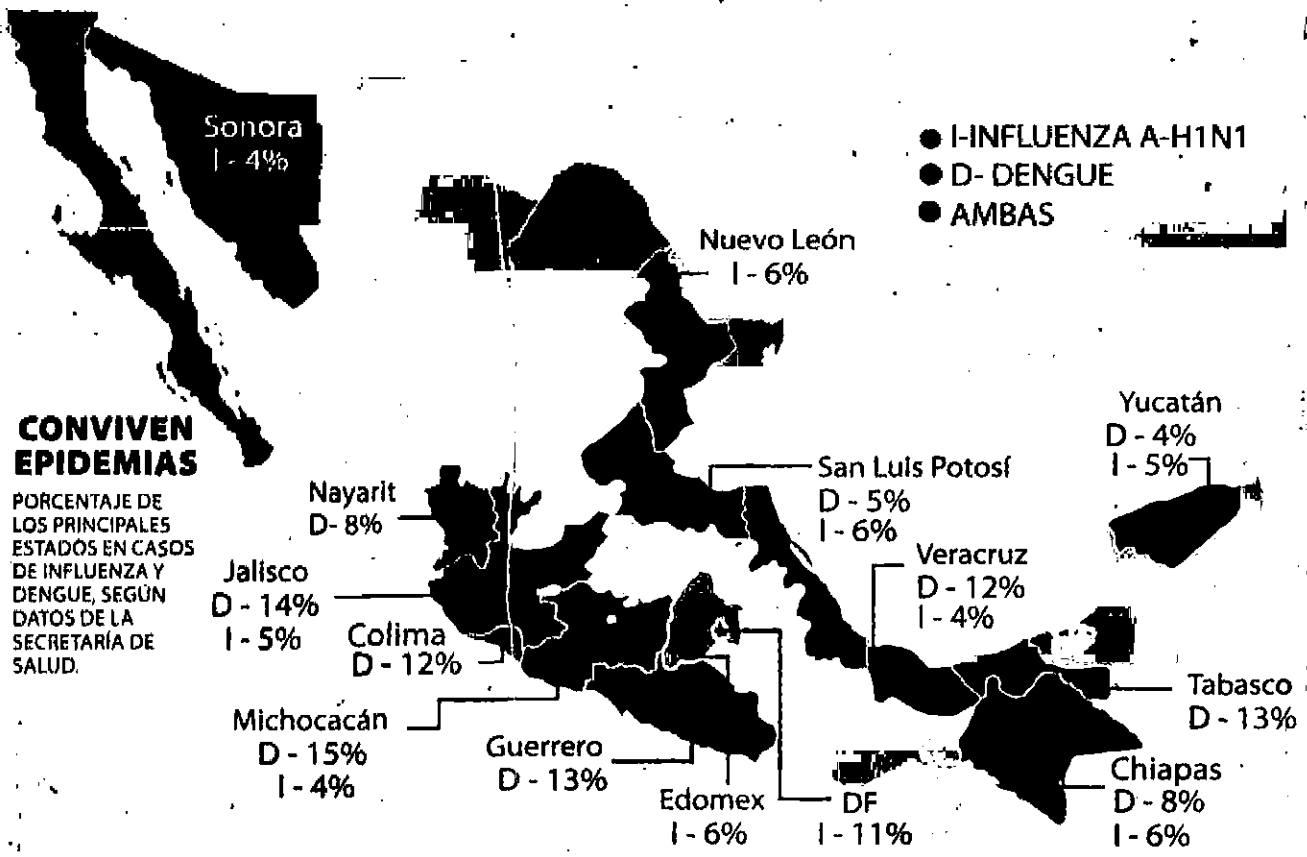 Sonora
I - 4%
● I-INFLUENZA A-H1N1
● D- DENGUE
● AMBAS
Nuevo León
I - 6%
CONVIVEN
EPIDEMIAS
PORCENTAJE DE
LOS PRINCIPALES
ESTADOS EN CASOS
DE INFLUENZA Y
DENGUE, SEGÚN
DATOS DE LA
SECRETARÍA DE
SALUD.
Yucatán
D - 4%
I - 5%
San Luis Potosí
D - 5%
I - 6%
Nayarit
D- 8%
Veracruz
D - 12%
I - 4%
Jalisco
D - 14%
I - 5%
Colima
D - 12%
Tabasco
D - 13%
Michocacán
D - 15%
I - 4%
Guerrero
D - 13%
Edomex
I - 6%
DF
I - 11%
Chiapas
D - 8%
I - 6%